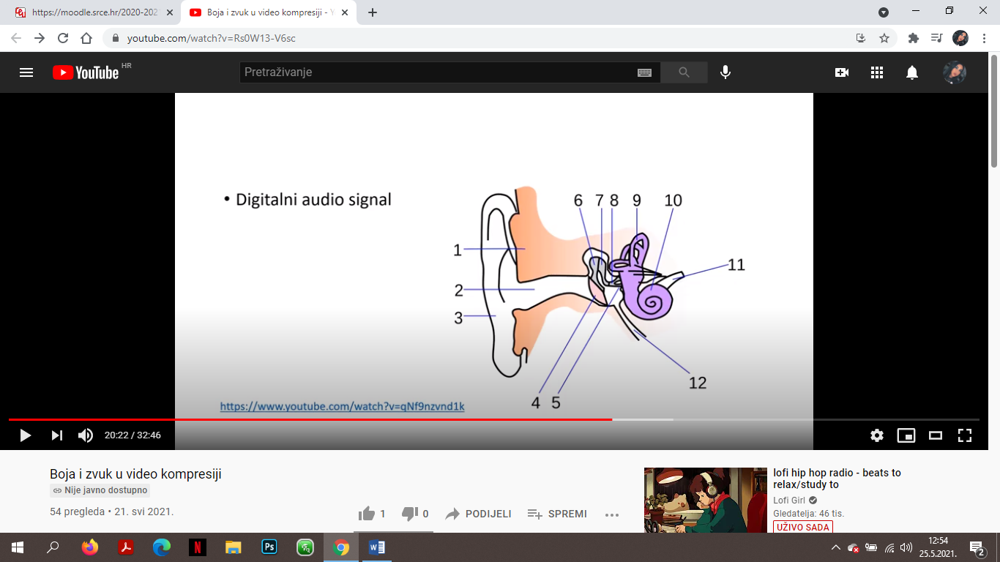 https://moodle.srce.hr/2020-202
Boja i zvuk u video kompresiji - Y
youtube.com/watch?v=Rs0W13-V6sc
YouTube HR
Pretraživanje
• Digitalni audio signal
6 7 8 9 10
1
11
2
3
12
4 5
https://www.youtube.com/watch?v=qNf9nzvnd1k
20:22 / 32:46
Boja i zvuk u video kompresiji
Nije javno dostupno
54 pregleda • 21. svi 2021.
1 0 PODIJELI SPREMI
lofi hip hop radio - beats to
relax/study to
Lofi Girl
Gledatelja: 46 tis.
UŽIVO SADA
Ps
12:54
25.5.2021.
2